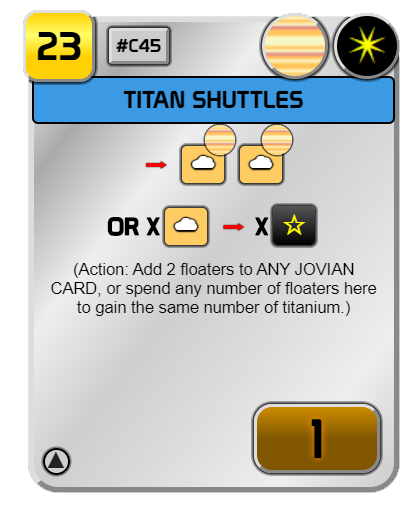 23 #C45
TITAN SHUTTLES
OR X X
(Action: Add 2 floaters to ANY JOVIAN
CARD, or spend any number of floaters here
to gain the same number of titanium.)
1